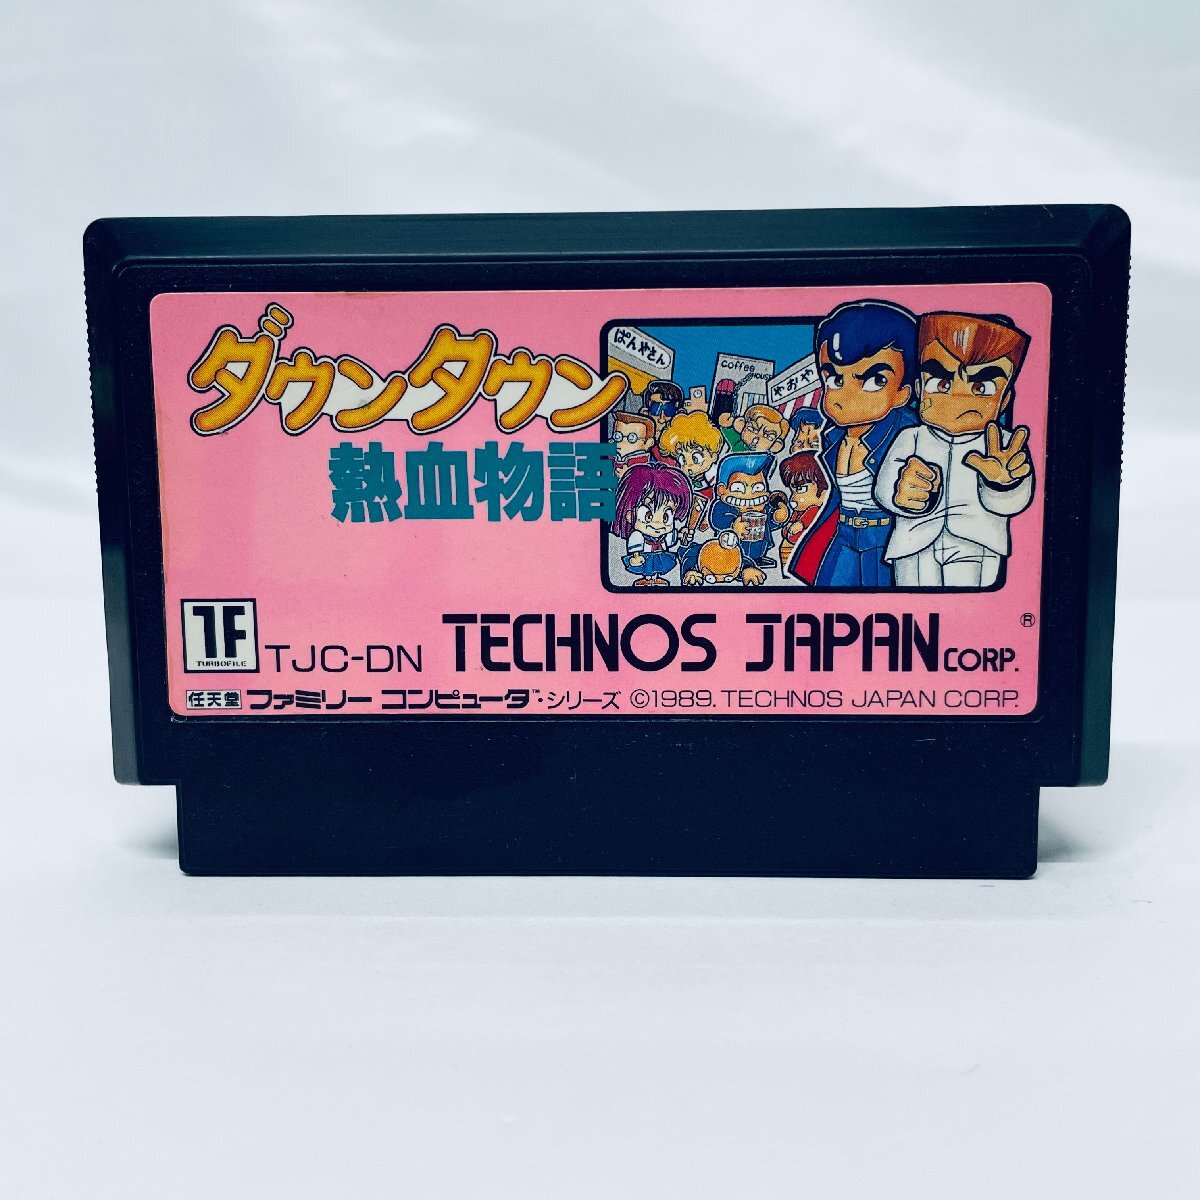 ダウンタウン
熱血物語
ぱんやさん
coffee
HOUSE
やおや
TF
TURBOFILE
TJC-DN
TECHNOS JAPAN CORP.
®
任天堂 ファミリー コンピュータ™・シリーズ ©1989. TECHNOS JAPAN CORP.